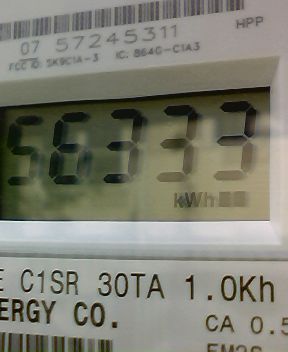 07 57245311 HPP
FCC ID: SK9C1A-3 IC: 864G-C1A3
56333
kWh
E C1SR 30TA 1.0Kh
ERGY CO.
CA 0.5
FM2S